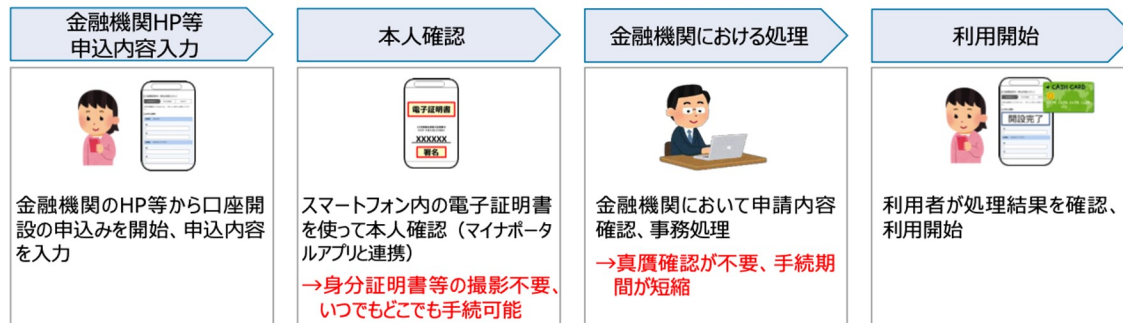 金融機関HP等
申込内容入力
本人確認
金融機関における処理
利用開始
電子証明書
XXXXXX
署名
CASH CARD
開設完了
金融機関のHP等から口座開
設の申込みを開始、申込内容
を入力
スマートフォン内の電子証明書
を使って本人確認（マイナポータ
ルアプリと連携）
→身分証明書等の撮影不要、
いつでもどこでも手続可能
金融機関において申請内容
確認、事務処理
→真贋確認が不要、手続期
間が短縮
利用者が処理結果を確認、
利用開始